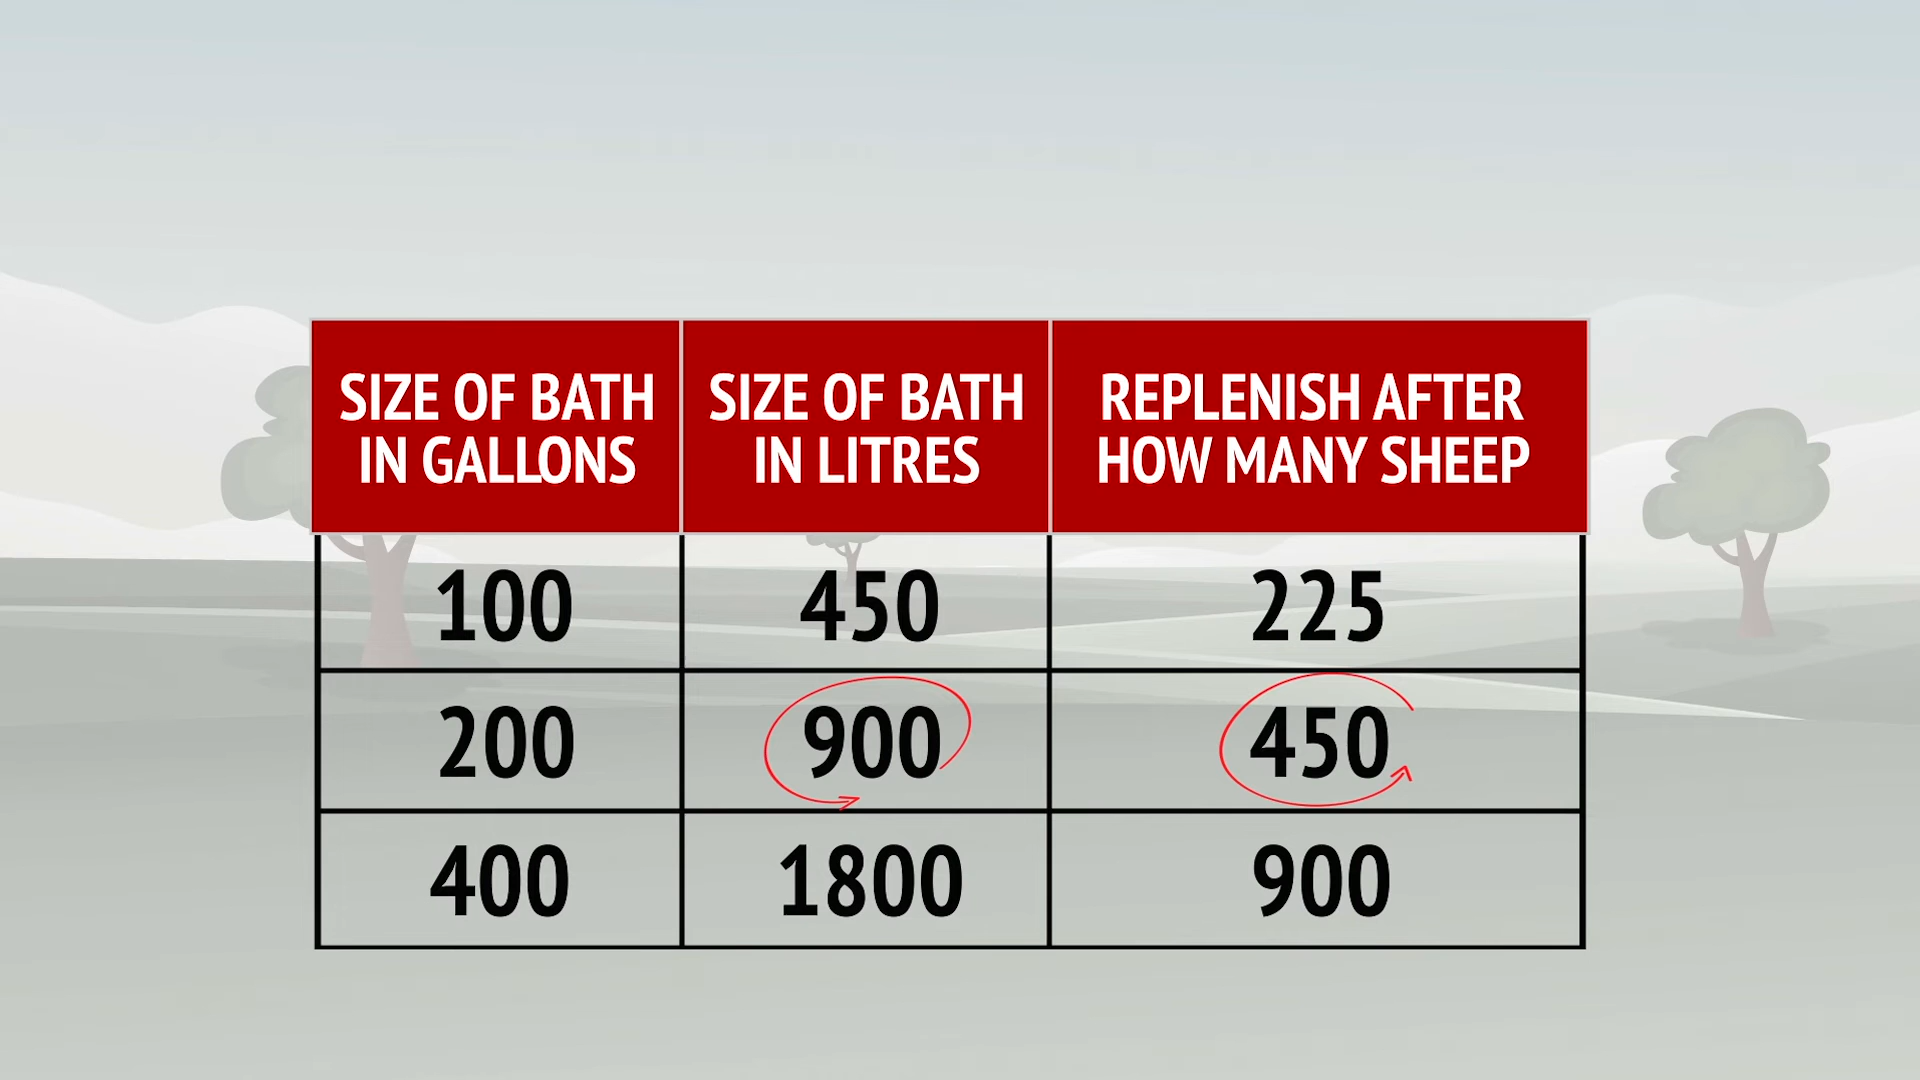 SIZE OF BATH
IN GALLONS
SIZE OF BATH
IN LITRES
REPLENISH AFTER
HOW MANY SHEEP
100 450 225
200 900 450
400 1800 900